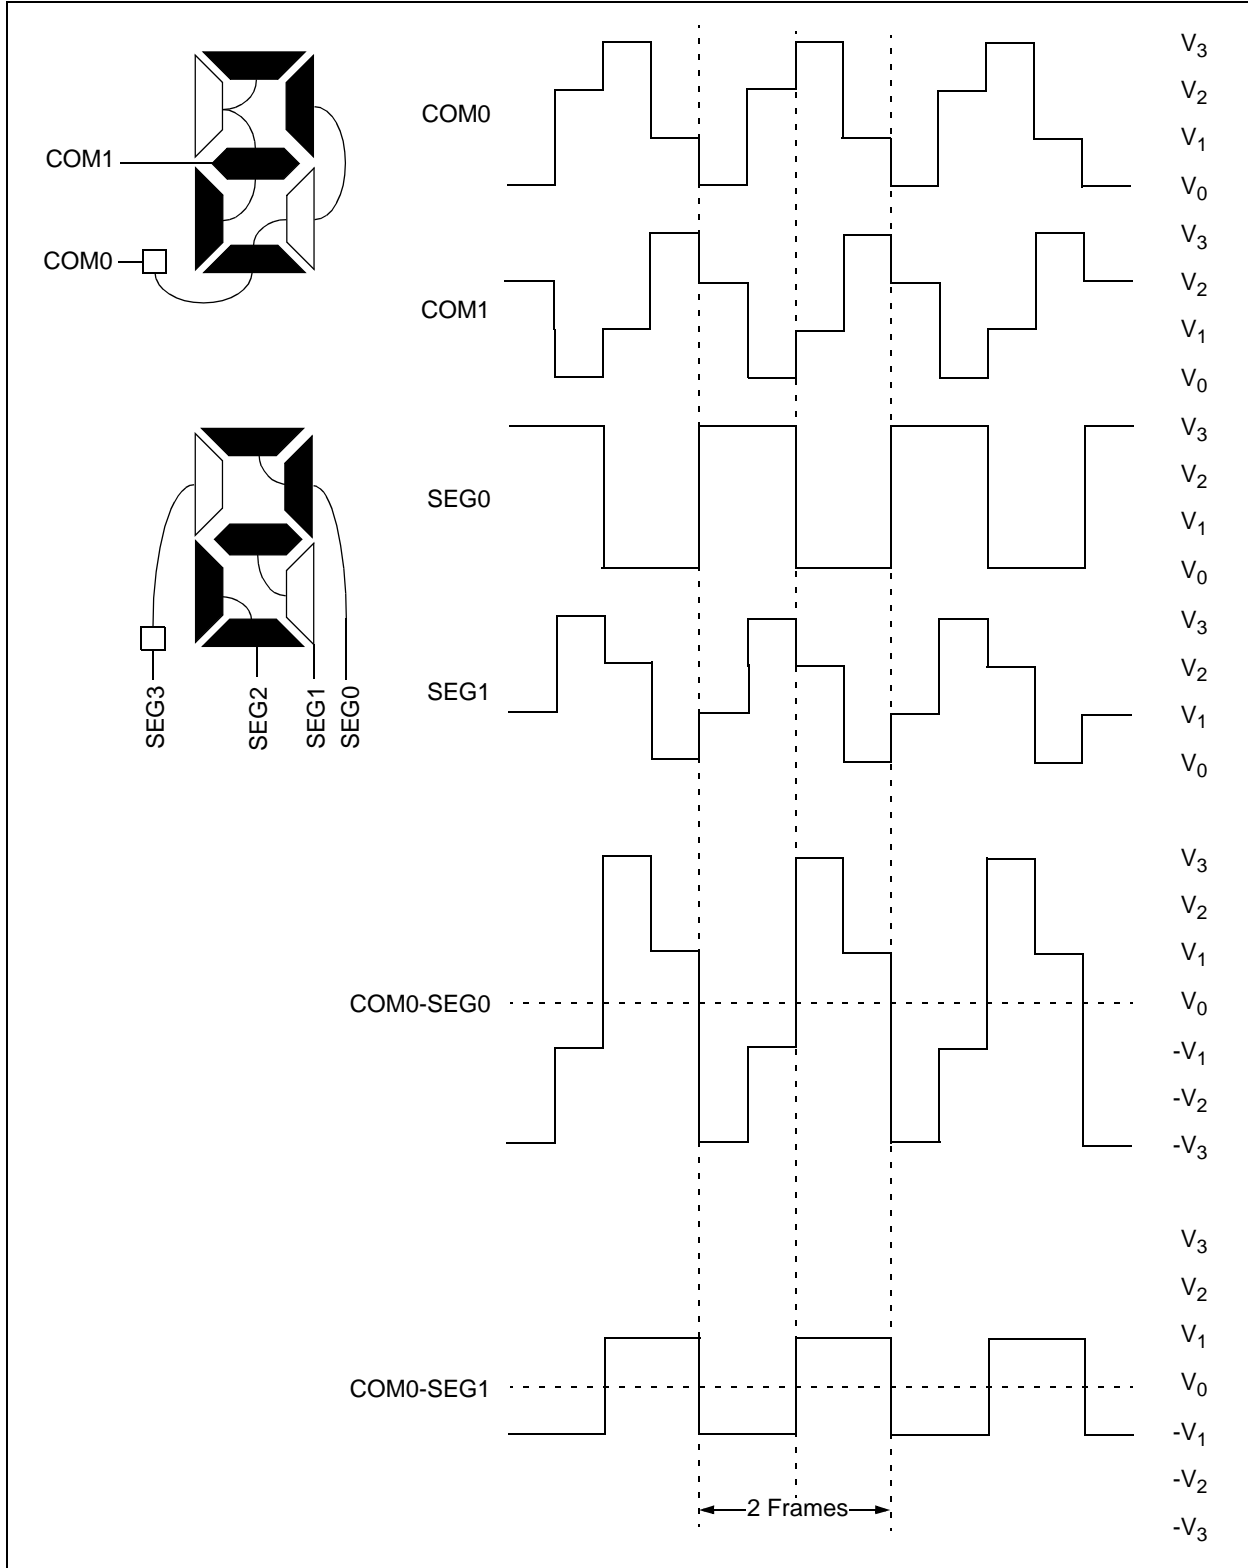 COM1
COM0
SEG3
SEG2
SEG1
SEG0
COM0
V3
V2
V1
V0
COM1
V3
V2
V1
V0
SEG0
V3
V2
V1
V0
SEG1
V3
V2
V1
V0
COM0-SEG0
V3
V2
V1
V0
-V1
-V2
-V3
COM0-SEG1
V3
V2
V1
V0
-V1
-V2
-V3
2 Frames